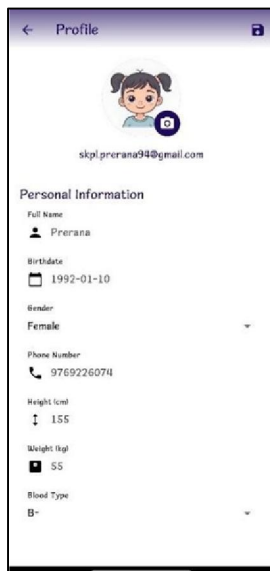 Profile
skpl.prerana94@gmail.com
Personal Information
Full Name
Prerana
Birthdate
1992-01-10
Gender
Female
Phone Number
9769226074
Height (cm)
155
Weight (kg)
55
Blood Type
B-